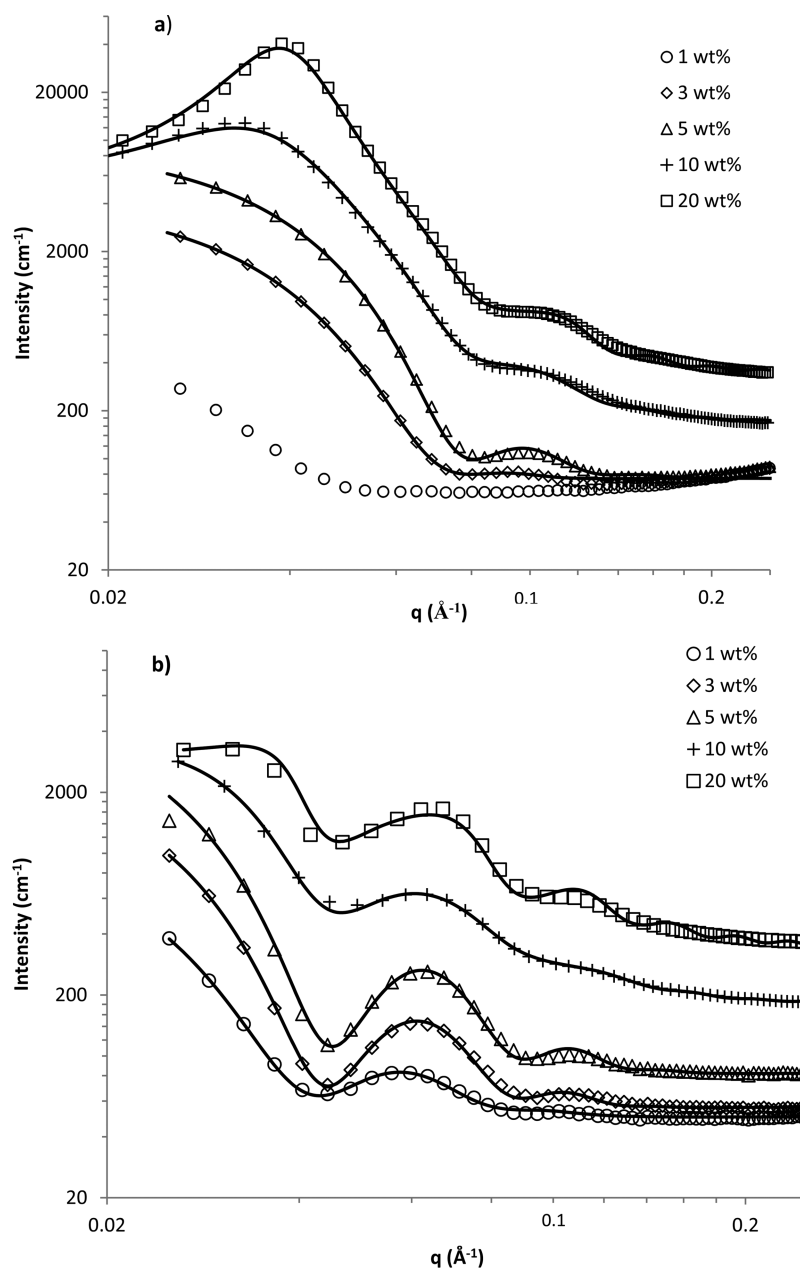 a)
1 wt%
3 wt%
5 wt%
10 wt%
20 wt%
20000
2000
200
20
Intensity (cm-1)
0.02
0.1
0.2
q (Å-1)
b)
1 wt%
3 wt%
5 wt%
10 wt%
20 wt%
2000
200
20
Intensity (cm-1)
0.02
0.1
0.2
q (Å-1)